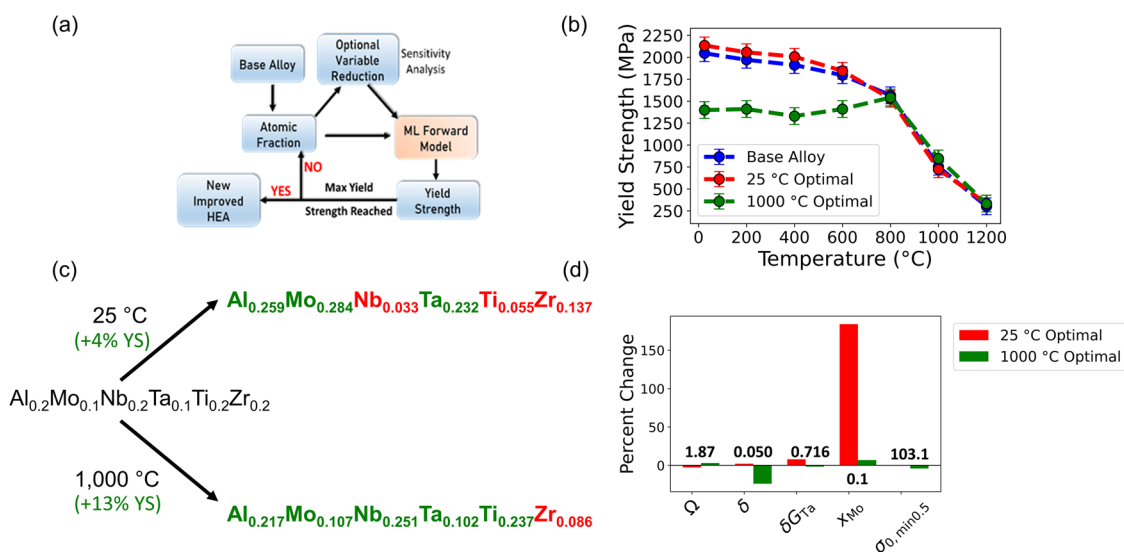 (a)
Base Alloy
Optional
Variable
Reduction
Sensitivity
Analysis
Atomic
Fraction
ML Forward
Model
NO
YES
Max Yield
Strength Reached
New
Improved
HEA
Yield
Strength
(b)
Yield Strength (MPa)
2250
2000
1750
1500
1250
1000
750
500
250
Base Alloy
25 °C Optimal
1000 °C Optimal
0 200 400 600 800 1000 1200
Temperature (°C)
(c)
Al0.259Mo0.284Nb0.033Ta0.232Ti0.055Zr0.137
25 °C
(+4% YS)
Al0.2Mo0.1Nb0.2Ta0.1Ti0.2Zr0.2
1,000 °C
(+13% YS)
Al0.217Mo0.107Nb0.251Ta0.102Ti0.237Zr0.086
(d)
Percent Change
150
100
50
0
25 °C Optimal
1000 °C Optimal
1.87 0.050 0.716 0.1 103.1
Ω δ δGTa xMo σ0, min0.5